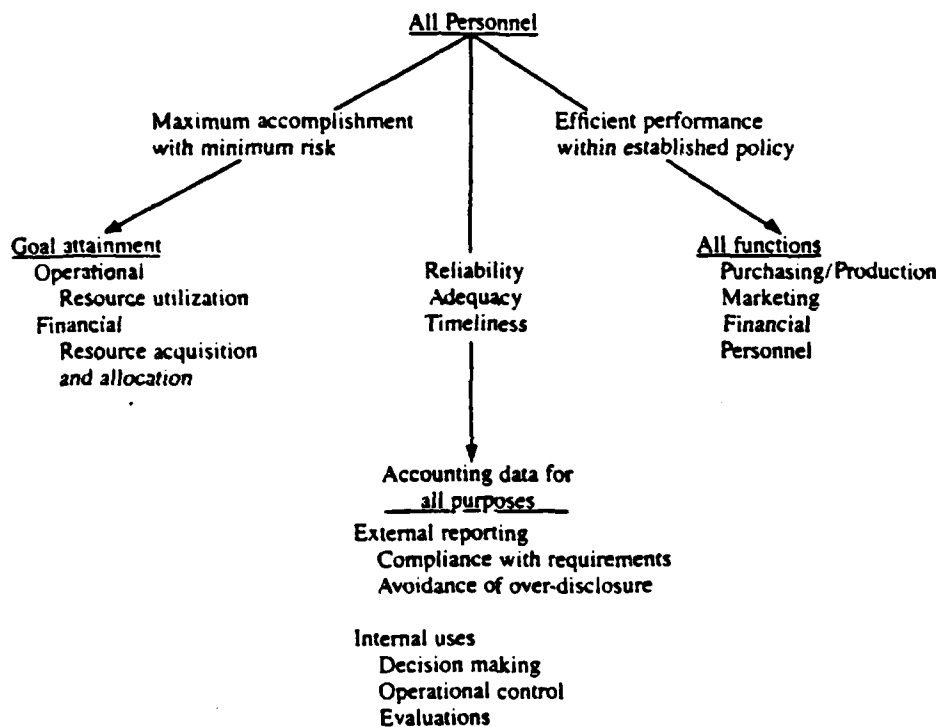 All Personnel
Maximum accomplishment
with minimum risk
Efficient performance
within established policy
Goal attainment
Operational
Resource utilization
Financial
Resource acquisition
and allocation
Reliability
Adequacy
Timeliness
All functions
Purchasing/Production
Marketing
Financial
Personnel
Accounting data for
all purposes
External reporting
Compliance with requirements
Avoidance of over-disclosure
Internal uses
Decision making
Operational control
Evaluations